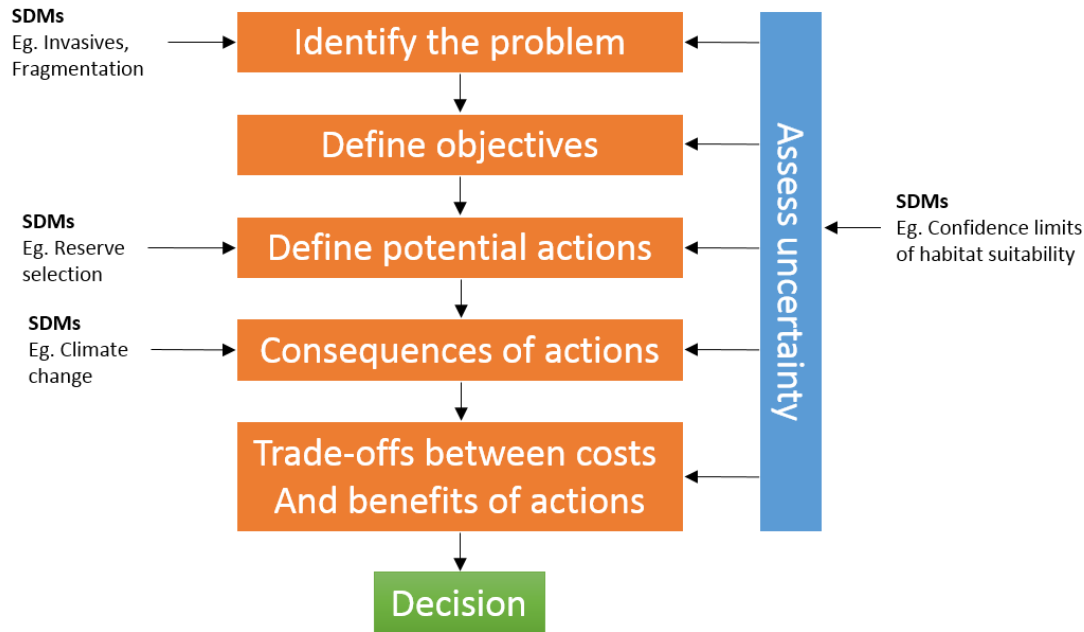 SDMs
Eg. Invasives,
Fragmentation
Identify the problem
Define objectives
SDMs
Eg. Reserve
selection
Define potential actions
SDMs
Eg. Climate
change
Consequences of actions
Trade-offs between costs
And benefits of actions
Decision
Assess uncertainty
SDMs
Eg. Confidence limits
of habitat suitability